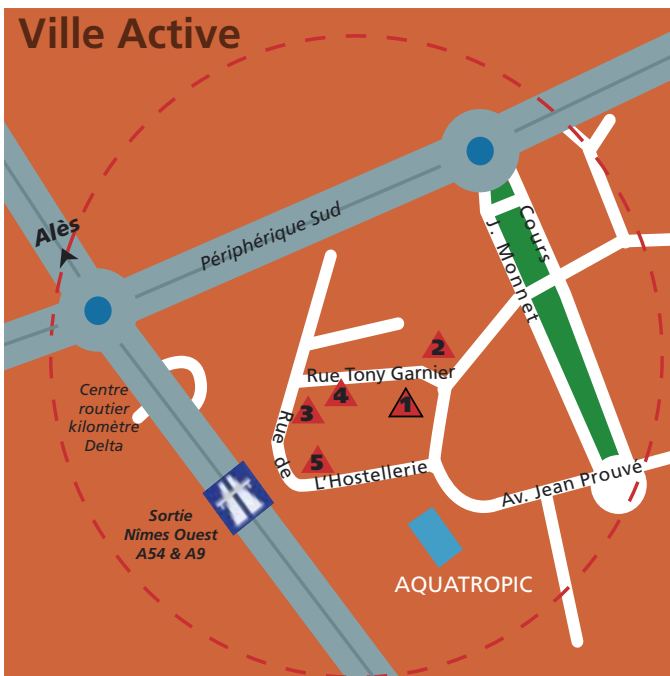 Ville Active
Alès
Périphérique Sud
Cours
J. Monnet
2
Rue Tony Garnier
4
1
3
Centre
routier
kilomètre
Delta
Rue de
5
L'Hostellerie
Av. Jean Prouvé
Sortie
Nîmes Ouest
A54 & A9
AQUATROPIC